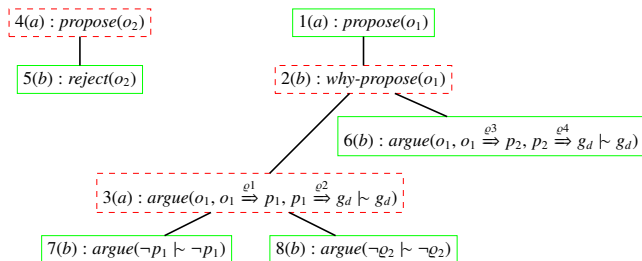 4(a) : propose(o₂)
1(a) : propose(o₁)
5(b) : reject(o₂)
2(b) : why-propose(o₁)
6(b) : argue(o₁, o₁ ⇒^{ϱ3} p₂, p₂ ⇒^{ϱ4} g_d |~ g_d)
3(a) : argue(o₁, o₁ ⇒^{ϱ1} p₁, p₁ ⇒^{ϱ2} g_d |~ g_d)
7(b) : argue(¬p₁ |~ ¬p₁)
8(b) : argue(¬ϱ₂ |~ ¬ϱ₂)